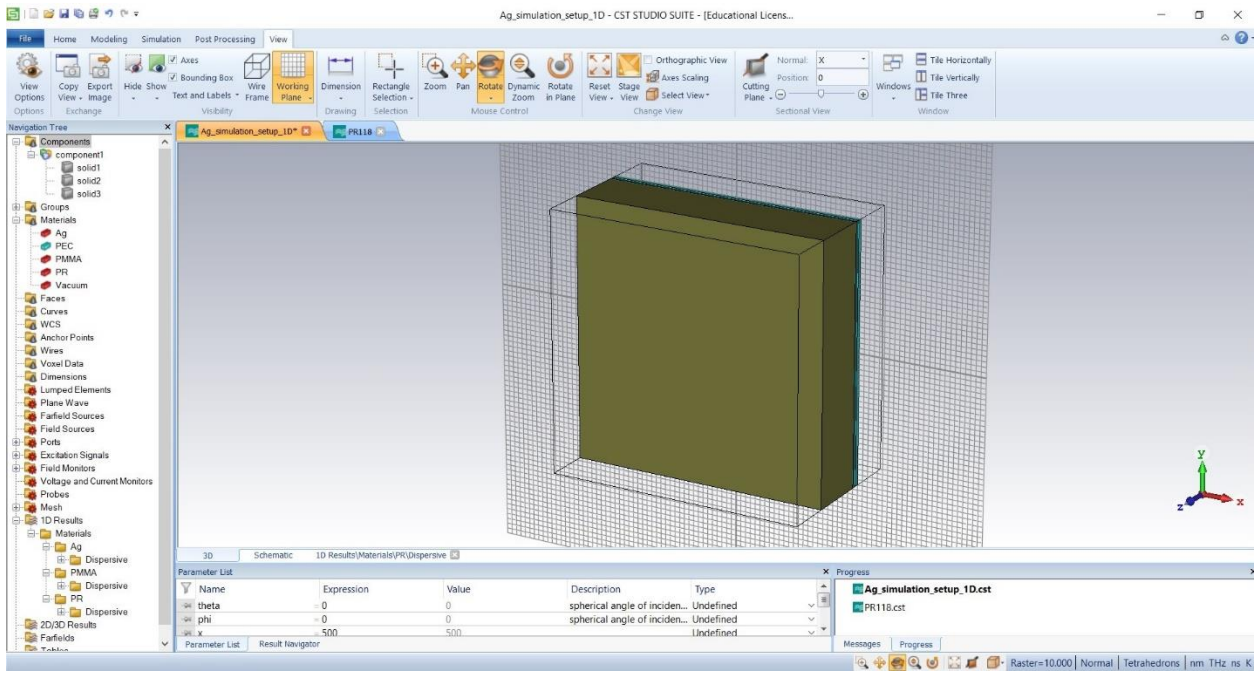 Ag_simulation_setup_1D - CST STUDIO SUITE - [Educational Licens...
File Home Modeling Simulation Post Processing View
View Options
Copy View
Export Image
Hide
Show
Axes
Bounding Box
Text and Labels
Wire Frame
Working Plane
Dimension
Rectangle Selection
Zoom
Pan
Rotate
Dynamic Zoom
Rotate in Plane
Reset View
Stage View
Orthographic View
Axes Scaling
Select View
Cutting Plane
Normal: X
Position: 0
Windows
Tile Horizontally
Tile Vertically
Tile Three
Options Exchange Visibility Drawing Selection Mouse Control Change View Sectional View Window
Navigation Tree
Ag_simulation_setup_1D* PR118
Components
component1
solid1
solid2
solid3
Groups
Materials
Ag
PEC
PMMA
PR
Vacuum
Faces
Curves
WCS
Anchor Points
Wires
Voxel Data
Dimensions
Lumped Elements
Plane Wave
Farfield Sources
Field Sources
Ports
Excitation Signals
Field Monitors
Voltage and Current Monitors
Probes
Mesh
1D Results
Materials
Ag
Dispersive
PMMA
Dispersive
PR
Dispersive
2D/3D Results
Farfields
Tables
y
x
z
3D Schematic 1D Results\Materials\PR\Dispersive
Parameter List
Name Expression Value Description Type
theta = 0 0 spherical angle of inciden... Undefined
phi = 0 0 spherical angle of inciden... Undefined
x = 500 500 Undefined
Parameter List Result Navigator
Progress
Ag_simulation_setup_1D.cst
PR118.cst
Messages Progress
Raster=10.000 Normal Tetrahedrons nm THz ns K